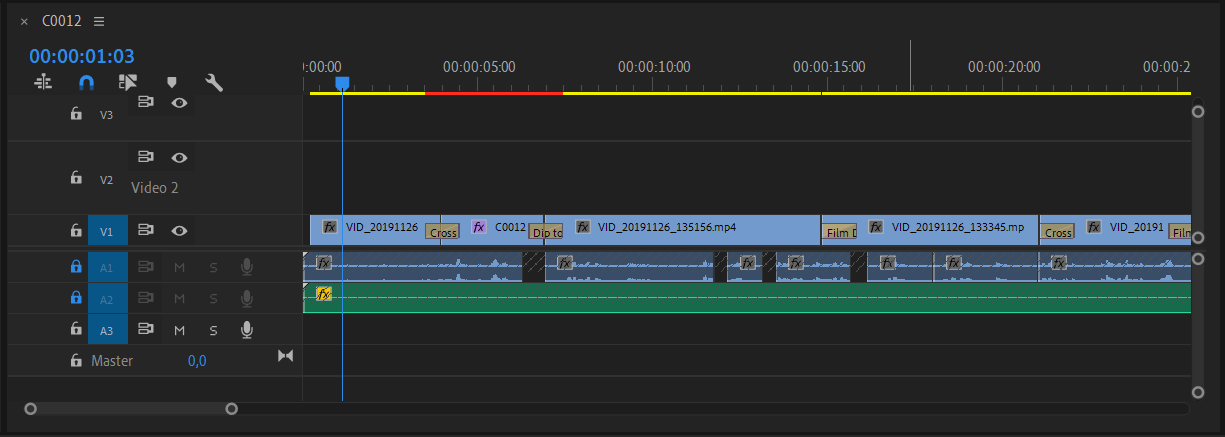 × C0012
00:00:01:03
:00:00 00:00:05:00 00:00:10:00 00:00:15:00 00:00:20:00 00:00:2
V3
V2
Video 2
V1 fx VID_20191126 Cross fx C0012 Dip to fx VID_20191126_135156.mp4 Film D fx VID_20191126_133345.mp Cross fx VID_20191 Film
A1 M S fx fx fx fx fx fx fx
A2 M S fx
A3 M S
Master 0,0